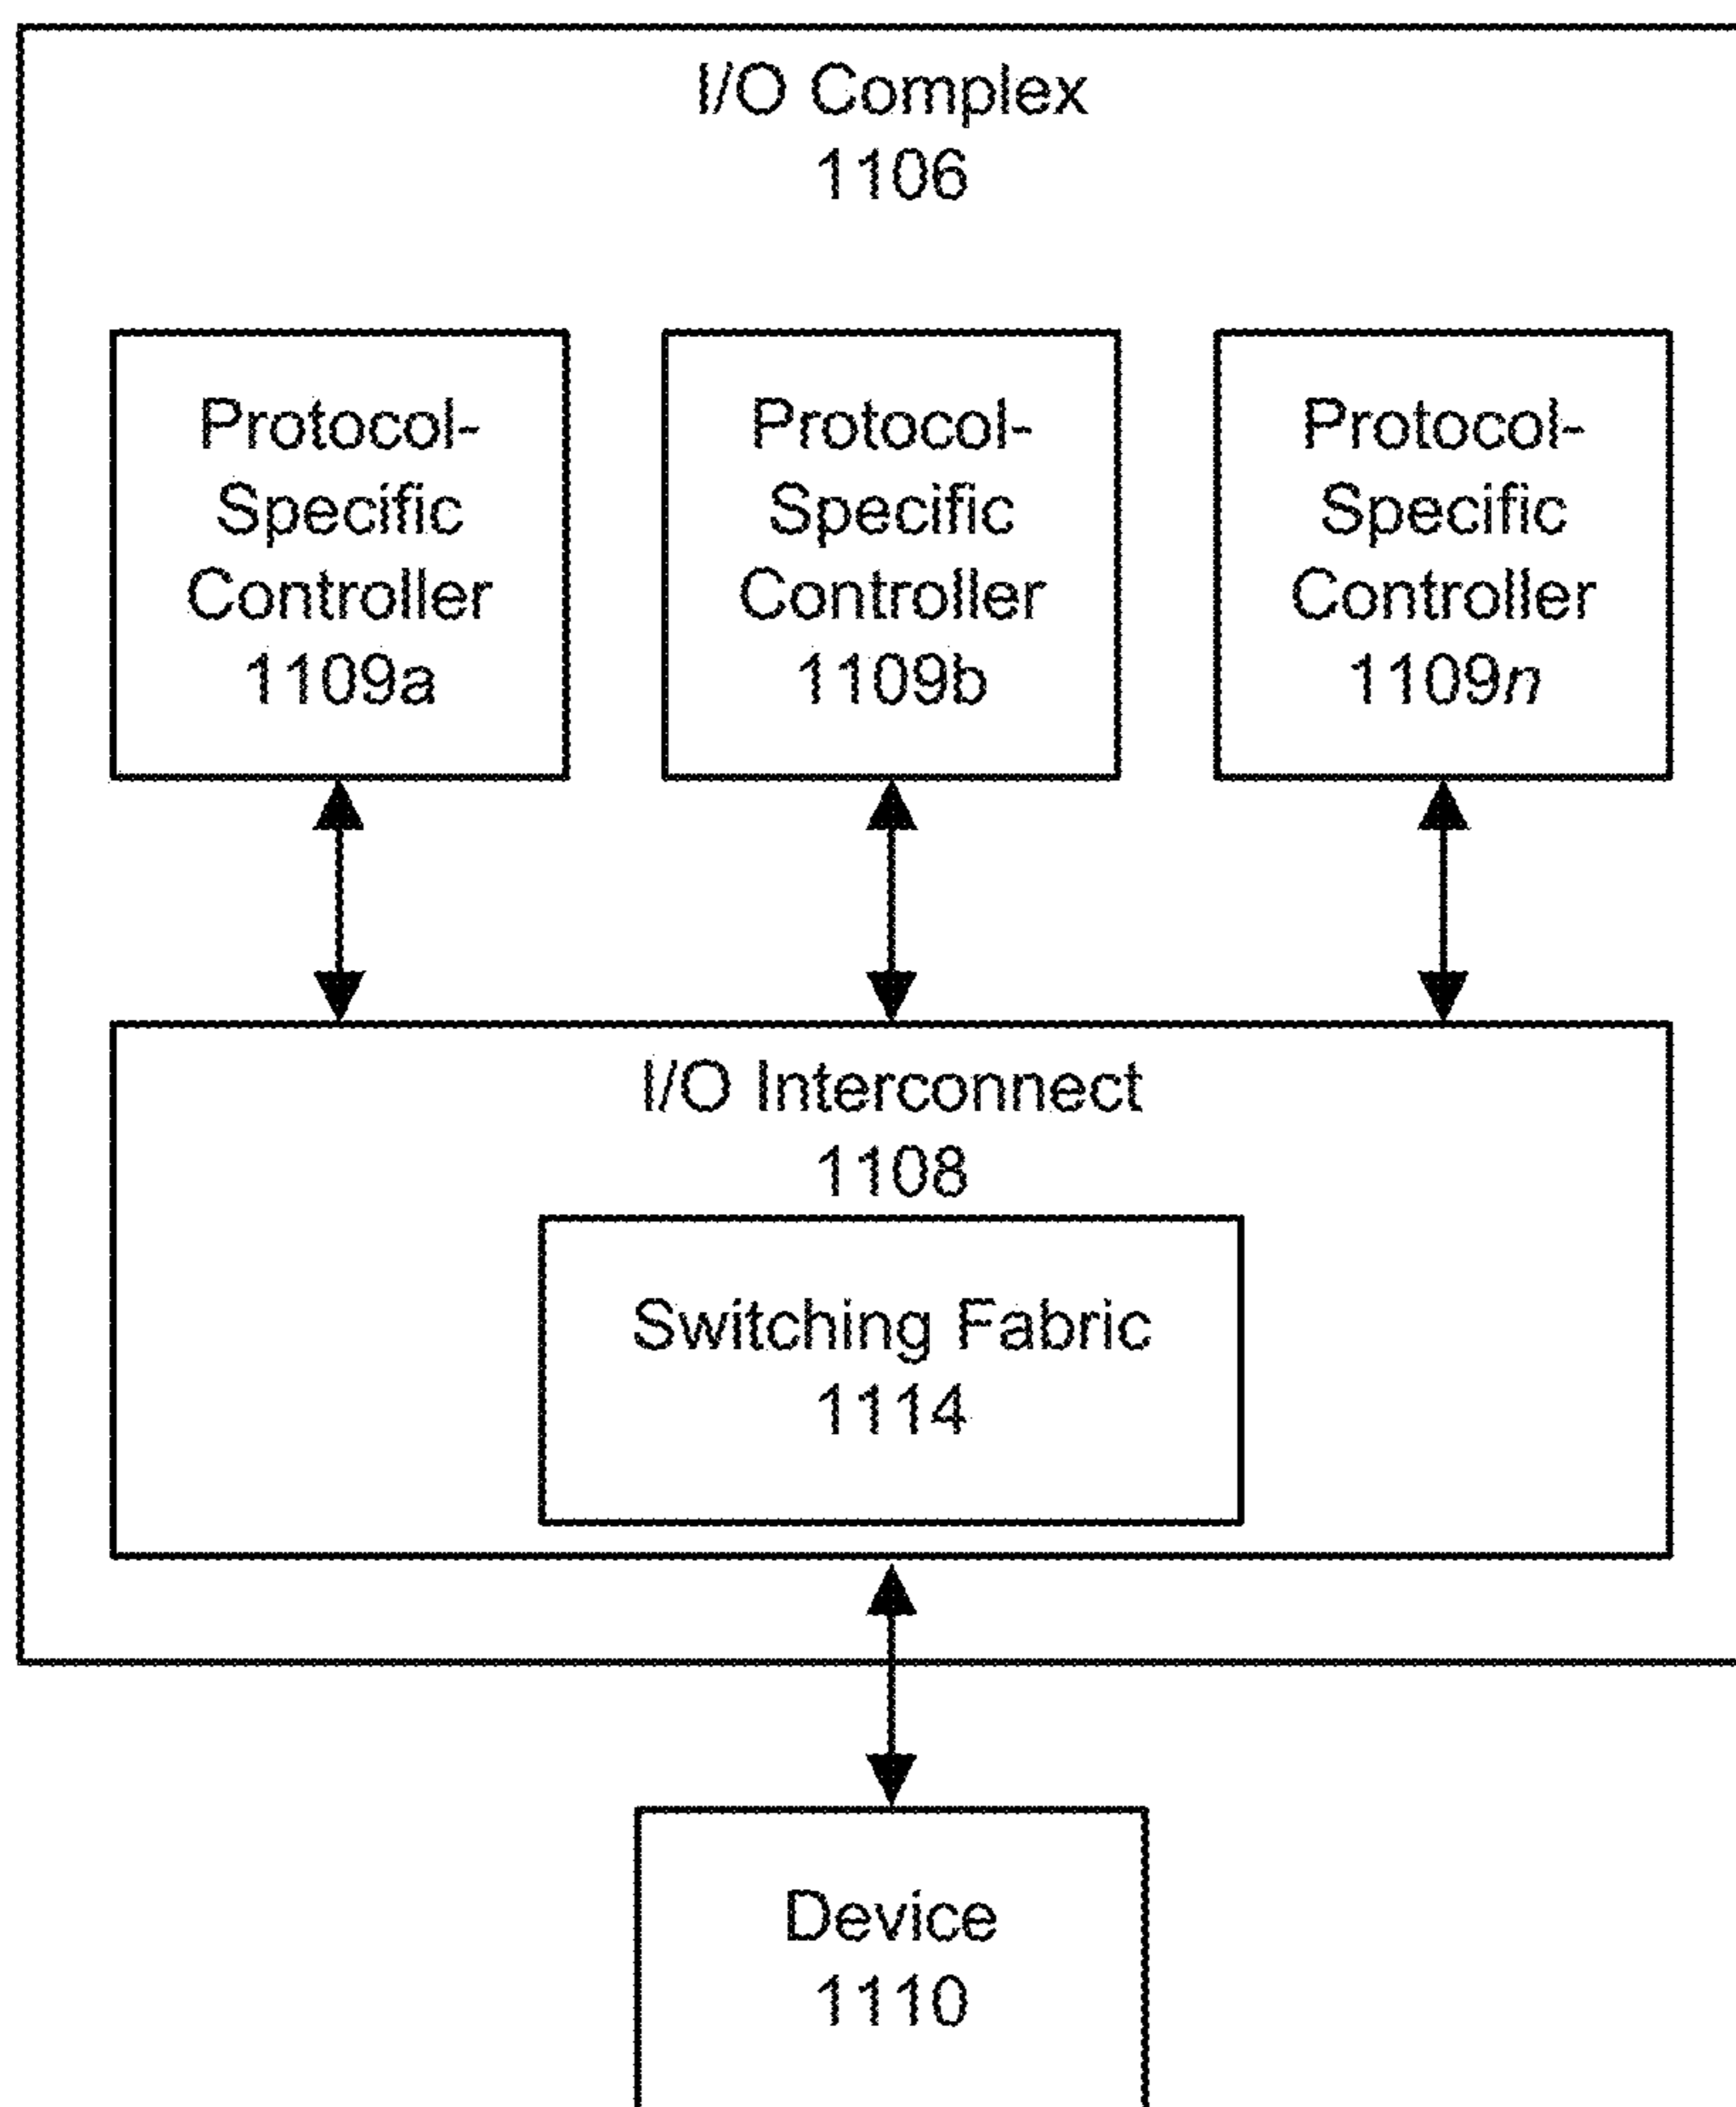 I/O Complex
1106
Protocol-
Specific
Controller
1109a
Protocol-
Specific
Controller
1109b
Protocol-
Specific
Controller
1109n
I/O Interconnect
1108
Switching Fabric
1114
Device
1110